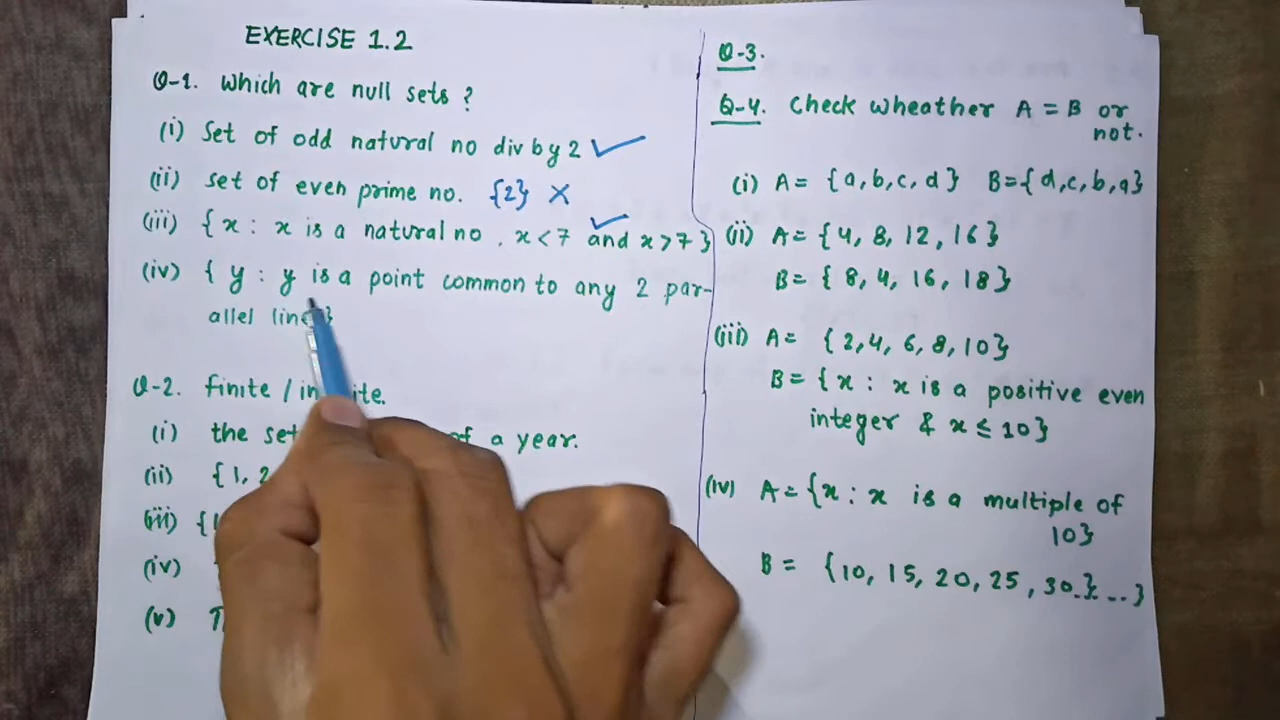 EXERCISE 1.2
Q-1. Which are null sets ?
(i) Set of odd natural no div by 2 ✓
(ii) set of even prime no. {2} X
(iii) { x : x is a natural no , x < 7 and x > 7 } ✓
(iv) { y : y is a point common to any 2 par-
allel
Q-2. finite /
(i) the set of a year.
(ii) {1, 2
(iii) {1
(iv)
(v)
Q-3.
Q-4. Check wheather A = B or
not.
(i) A = {a, b, c, d} B = {d, c, b, a}
(ii) A = {4, 8, 12, 16}
B = { 8, 4, 16, 18}
(iii) A = { 2, 4, 6, 8, 10}
B = { x : x is a positive even
integer & x ≤ 10}
(iv) A = {x : x is a multiple of
10}
B = {10, 15, 20, 25, 30 ...}